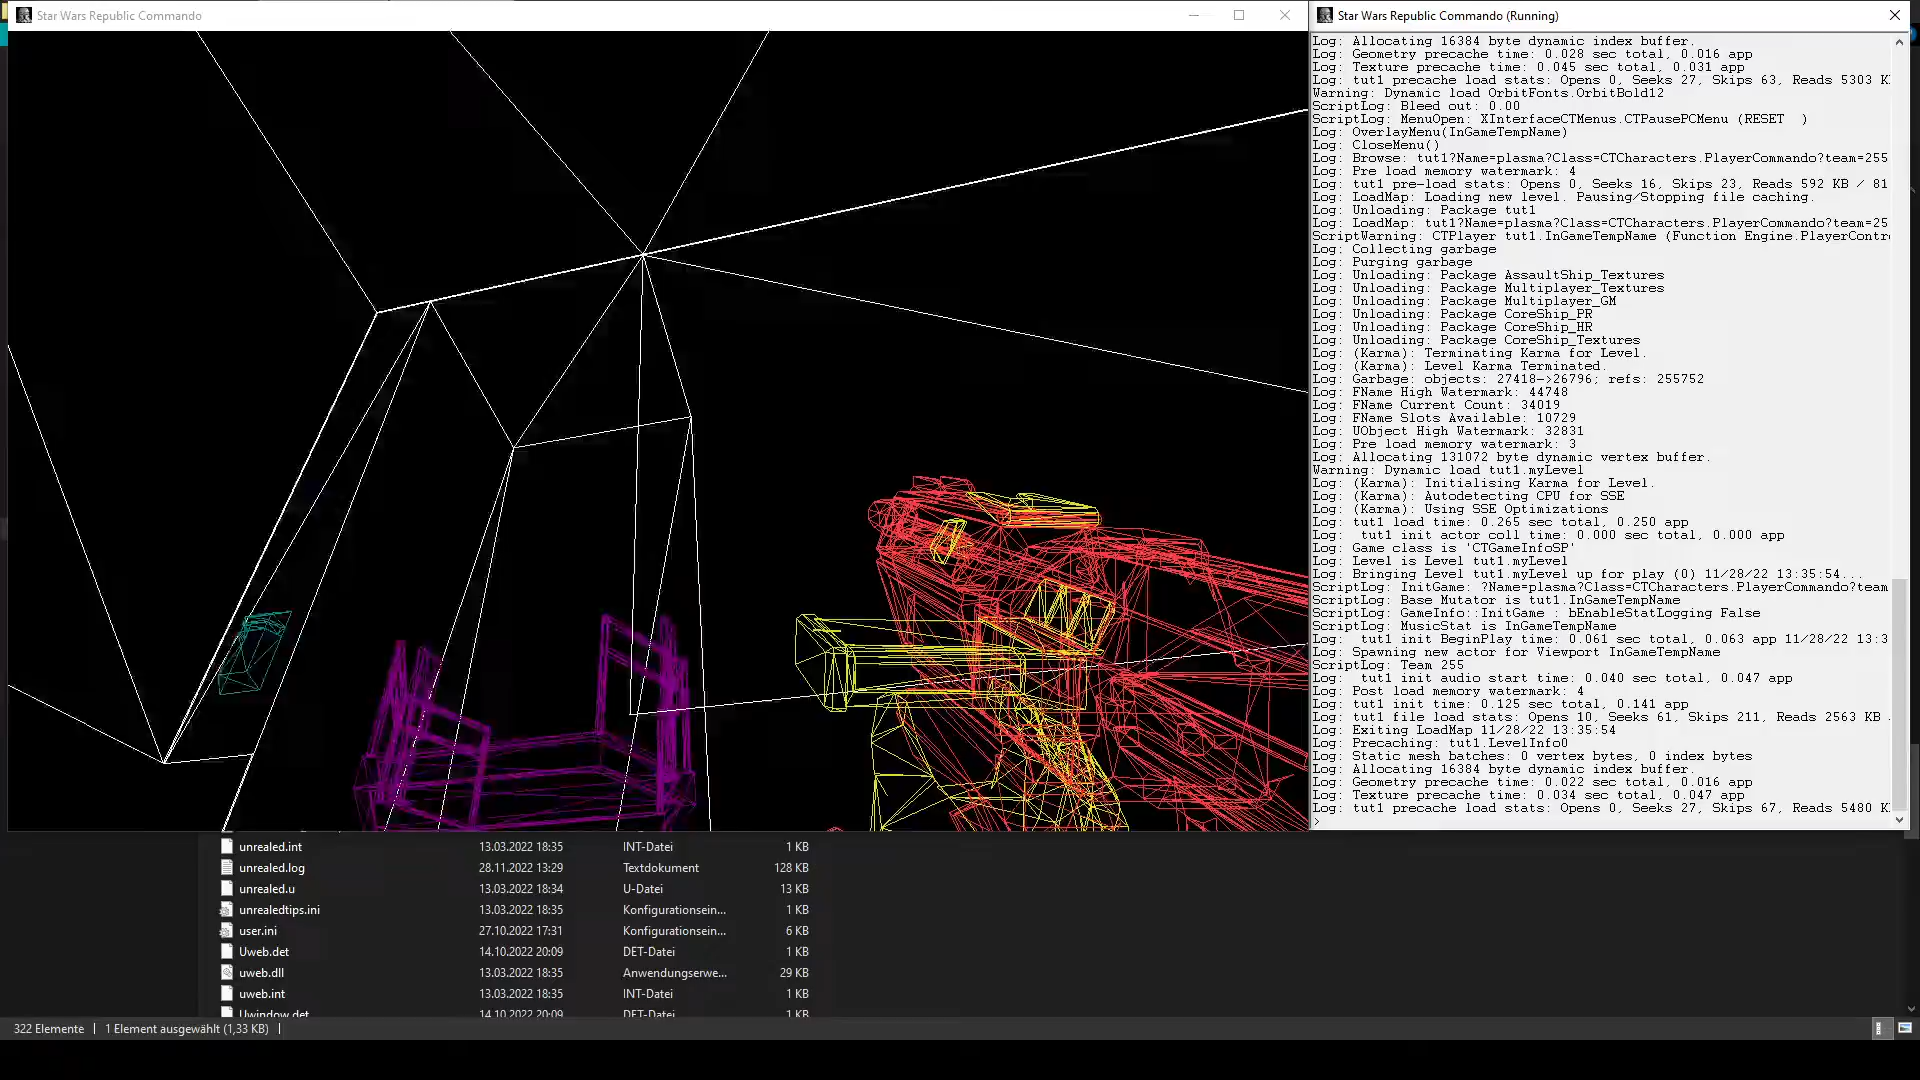 Star Wars Republic Commando
Star Wars Republic Commando (Running)
Log: Allocating 16384 byte dynamic index buffer.
Log: Geometry precache time: 0.028 sec total, 0.016 app
Log: Texture precache time: 0.045 sec total, 0.031 app
Log: tut1 precache load stats: Opens 0, Seeks 27, Skips 63, Reads 5303 K
Warning: Dynamic load OrbitFonts.OrbitBold12
ScriptLog: Bleed out: 0.00
ScriptLog: MenuOpen: XInterfaceCTMenus.CTPausePCMenu (RESET  )
Log: OverlayMenu(InGameTempName)
Log: CloseMenu()
Log: Browse: tut1?Name=plasma?Class=CTCharacters.PlayerCommando?team=255
Log: Pre load memory watermark: 4
Log: tut1 pre-load stats: Opens 0, Seeks 16, Skips 23, Reads 592 KB / 81
Log: LoadMap: Loading new level. Pausing/Stopping file caching.
Log: Unloading: Package tut1
Log: LoadMap: tut1?Name=plasma?Class=CTCharacters.PlayerCommando?team=25
ScriptWarning: CTPlayer tut1.InGameTempName (Function Engine.PlayerContr
Log: Collecting garbage
Log: Purging garbage
Log: Unloading: Package AssaultShip_Textures
Log: Unloading: Package Multiplayer_Textures
Log: Unloading: Package Multiplayer_GM
Log: Unloading: Package CoreShip_PR
Log: Unloading: Package CoreShip_HR
Log: Unloading: Package CoreShip_Textures
Log: (Karma): Terminating Karma for Level.
Log: (Karma): Level Karma Terminated.
Log: Garbage: objects: 27418->26796; refs: 255752
Log: FName High Watermark: 44748
Log: FName Current Count: 34019
Log: FName Slots Available: 10729
Log: UObject High Watermark: 32831
Log: Pre load memory watermark: 3
Log: Allocating 131072 byte dynamic vertex buffer.
Warning: Dynamic load tut1.myLevel
Log: (Karma): Initialising Karma for Level.
Log: (Karma): Autodetecting CPU for SSE
Log: (Karma): Using SSE Optimizations
Log: tut1 load time: 0.265 sec total, 0.250 app
Log:  tut1 init actor coll time: 0.000 sec total, 0.000 app
Log: Game class is 'CTGameInfoSP'
Log: Level is Level tut1.myLevel
Log: Bringing Level tut1.myLevel up for play (0) 11/28/22 13:35:54...
ScriptLog: InitGame: ?Name=plasma?Class=CTCharacters.PlayerCommando?team
ScriptLog: Base Mutator is tut1.InGameTempName
ScriptLog: GameInfo::InitGame : bEnableStatLogging False
ScriptLog: MusicStat is InGameTempName
Log:  tut1 init BeginPlay time: 0.061 sec total, 0.063 app 11/28/22 13:3
Log: Spawning new actor for Viewport InGameTempName
ScriptLog: Team 255
Log:  tut1 init audio start time: 0.040 sec total, 0.047 app
Log: Post load memory watermark: 4
Log: tut1 init time: 0.125 sec total, 0.141 app
Log: tut1 file load stats: Opens 10, Seeks 61, Skips 211, Reads 2563 KB
Log: Exiting LoadMap 11/28/22 13:35:54
Log: Precaching: tut1.LevelInfo0
Log: Static mesh batches: 0 vertex bytes, 0 index bytes
Log: Allocating 16384 byte dynamic index buffer.
Log: Geometry precache time: 0.022 sec total, 0.016 app
Log: Texture precache time: 0.034 sec total, 0.047 app
Log: tut1 precache load stats: Opens 0, Seeks 27, Skips 67, Reads 5480 K
>
unrealed.int 13.03.2022 18:35 INT-Datei 1 KB
unrealed.log 28.11.2022 13:29 Textdokument 128 KB
unrealed.u 13.03.2022 18:34 U-Datei 13 KB
unrealedtips.ini 13.03.2022 18:35 Konfigurationsein... 1 KB
user.ini 27.10.2022 17:31 Konfigurationsein... 6 KB
Uweb.det 14.10.2022 20:09 DET-Datei 1 KB
uweb.dll 13.03.2022 18:35 Anwendungserwe... 29 KB
uweb.int 13.03.2022 18:35 INT-Datei 1 KB
Uwindow.det 14.10.2022 20:09 DET-Datei 1 KB
322 Elemente | 1 Element ausgewählt (1,33 KB) |